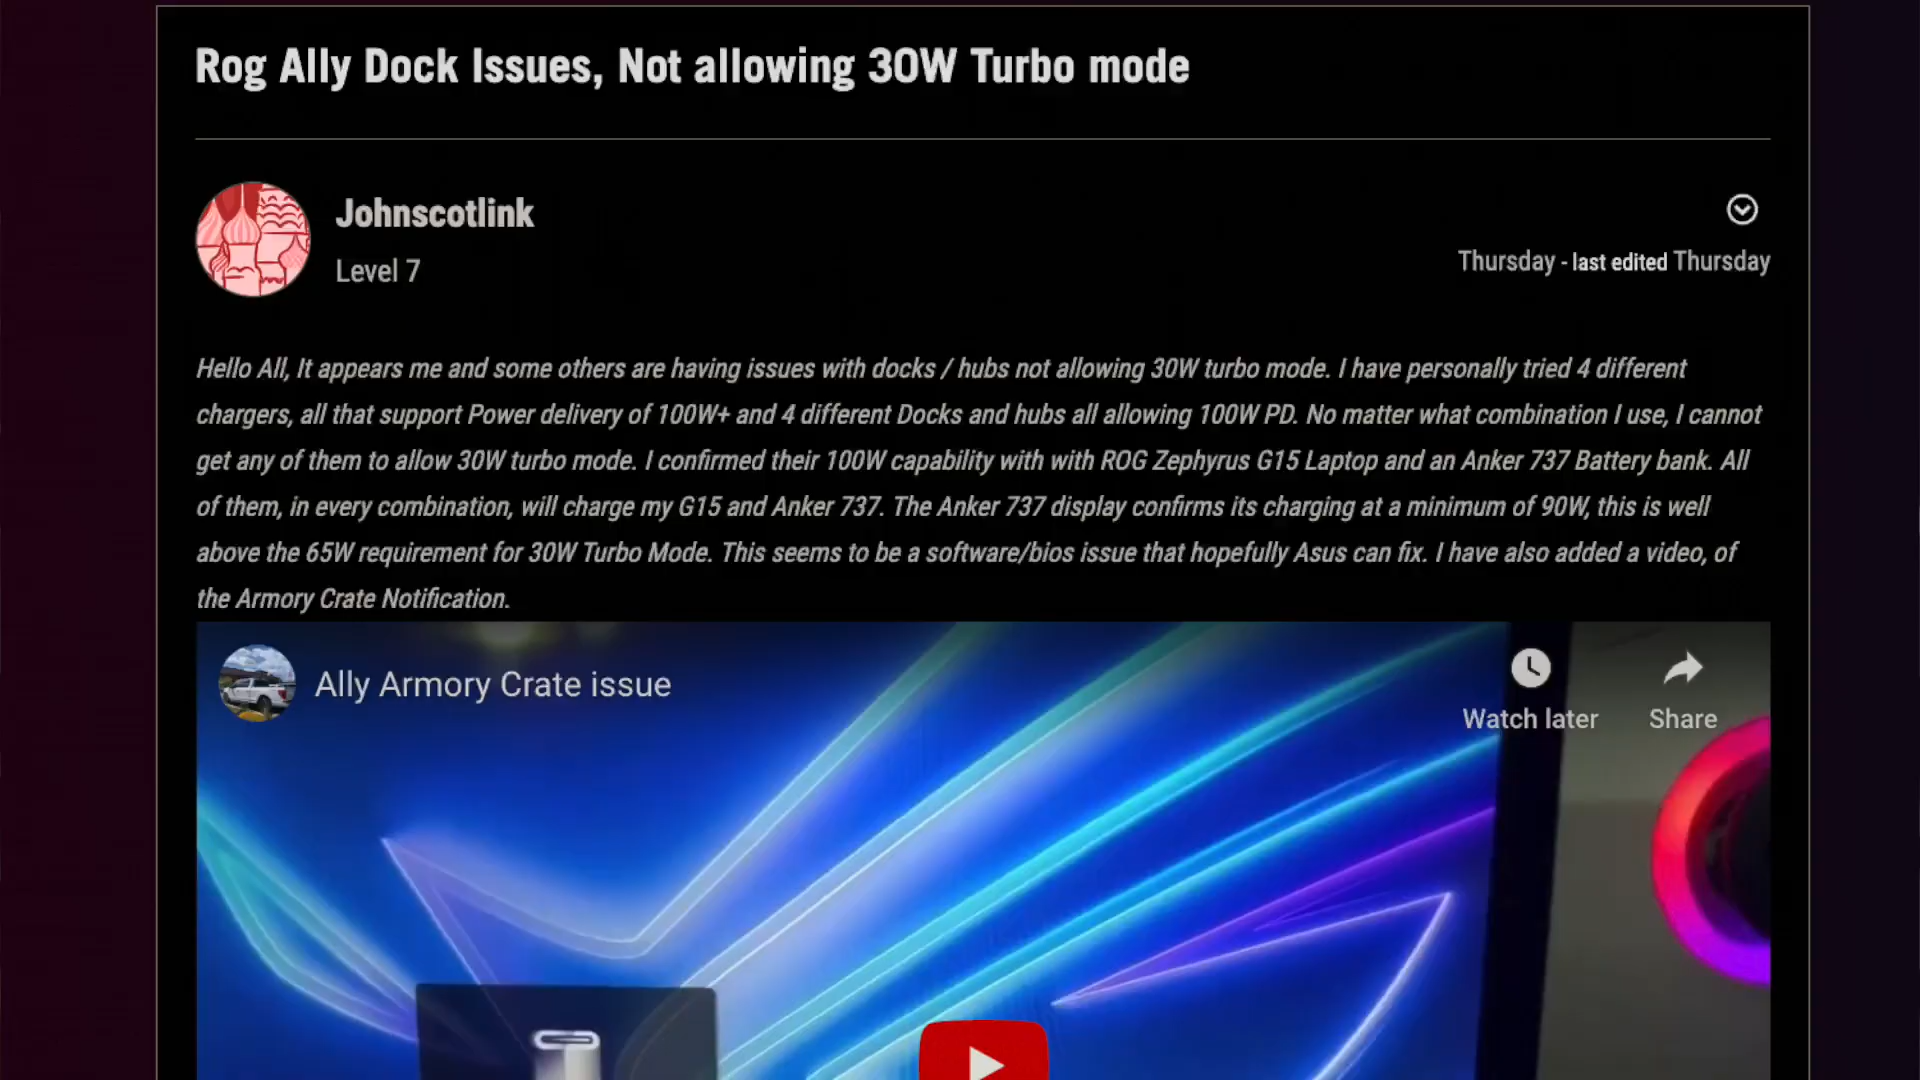 Rog Ally Dock Issues, Not allowing 30W Turbo mode
Johnscotlink
Level 7
Thursday - last edited Thursday
Hello All, It appears me and some others are having issues with docks / hubs not allowing 30W turbo mode. I have personally tried 4 different
chargers, all that support Power delivery of 100W+ and 4 different Docks and hubs all allowing 100W PD. No matter what combination I use, I cannot
get any of them to allow 30W turbo mode. I confirmed their 100W capability with with ROG Zephyrus G15 Laptop and an Anker 737 Battery bank. All
of them, in every combination, will charge my G15 and Anker 737. The Anker 737 display confirms its charging at a minimum of 90W, this is well
above the 65W requirement for 30W Turbo Mode. This seems to be a software/bios issue that hopefully Asus can fix. I have also added a video, of
the Armory Crate Notification.
Ally Armory Crate issue
Watch later
Share